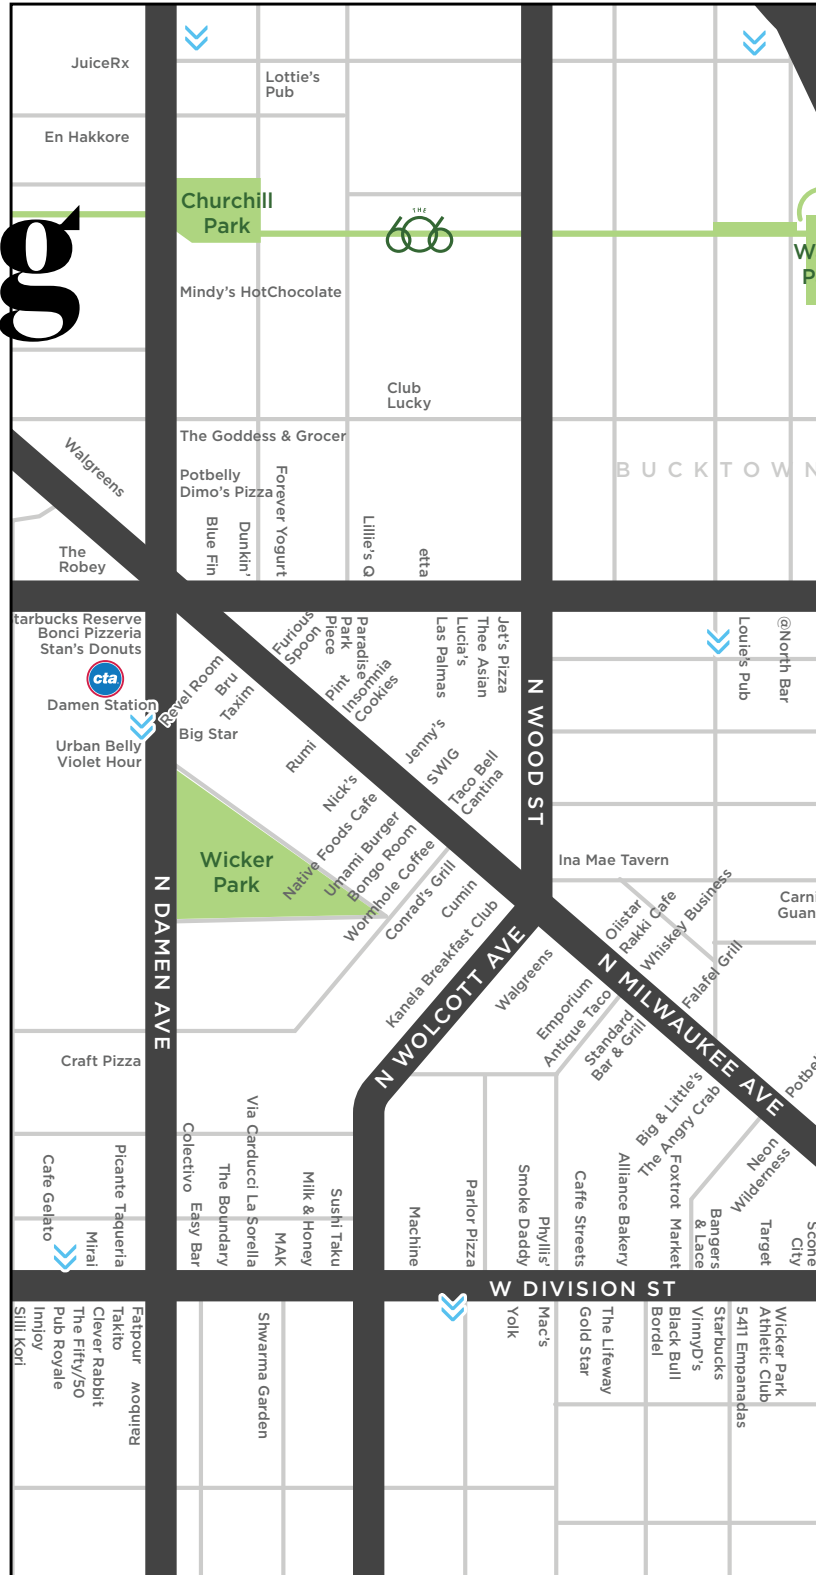 JuiceRx
Lottie's
Pub
En Hakkore
Churchill
Park
THE
606
g
Mindy's HotChocolate
Club
Lucky
The Goddess & Grocer
Walgreens
Potbelly
Dimo's Pizza
Forever Yogurt
BUCKTOWN
Blue Fin
Dunkin'
Lillie's Q
etta
The
Robey
tarbucks Reserve
Bonci Pizzeria
Stan's Donuts
cta
Damen Station
Urban Belly
Violet Hour
Revel Room
Bru
Taxim
Big Star
Furious
Spoon
Paradise
Park
Piece
Pint
Insomnia
Cookies
Las Palmas
Lucia's
Thee Asian
Jet's Pizza
Louie's Pub
@North Bar
N WOOD ST
Rumi
Nick's
Native Foods Cafe
Umami Burger
Bongo Room
Wormhole Coffee
Conrad's Grill
Cumin
Kanela Breakfast Club
Jenny's
SWIG
Taco Bell
Cantina
Wicker
Park
Ina Mae Tavern
Carni
Guan
Olistar
Rakki Cafe
Whiskey Business
Falafel Grill
N DAMEN AVE
N WOLCOTT AVE
N MILWAUKEE AVE
Walgreens
Emporium
Antique Taco
Standard
Bar & Grill
Big & Little's
The Angry Crab
Potbe
Neon
Wilderness
Craft Pizza
Cafe Gelato
Mirai
Picante Taqueria
Colectivo
Easy Bar
The Boundary
Via Carducci La Sorella
MAK
Milk & Honey
Sushi Taku
Machine
Parlor Pizza
Smoke Daddy
Phyllis'
Caffe Streets
Alliance Bakery
Foxtrot Market
Bangers
& Lace
Target
Scone
City
W DIVISION ST
Silli Kori
Innjoy
Pub Royale
The Fifty/50
Clever Rabbit
Takito
Fatpour
Rainbow
Shwarma Garden
Yolk
Mac's
Gold Star
The Lifeway
Bordel
Black Bull
VinnyD's
Starbucks
5411 Empanadas
Wicker Park
Athletic Club
W
P